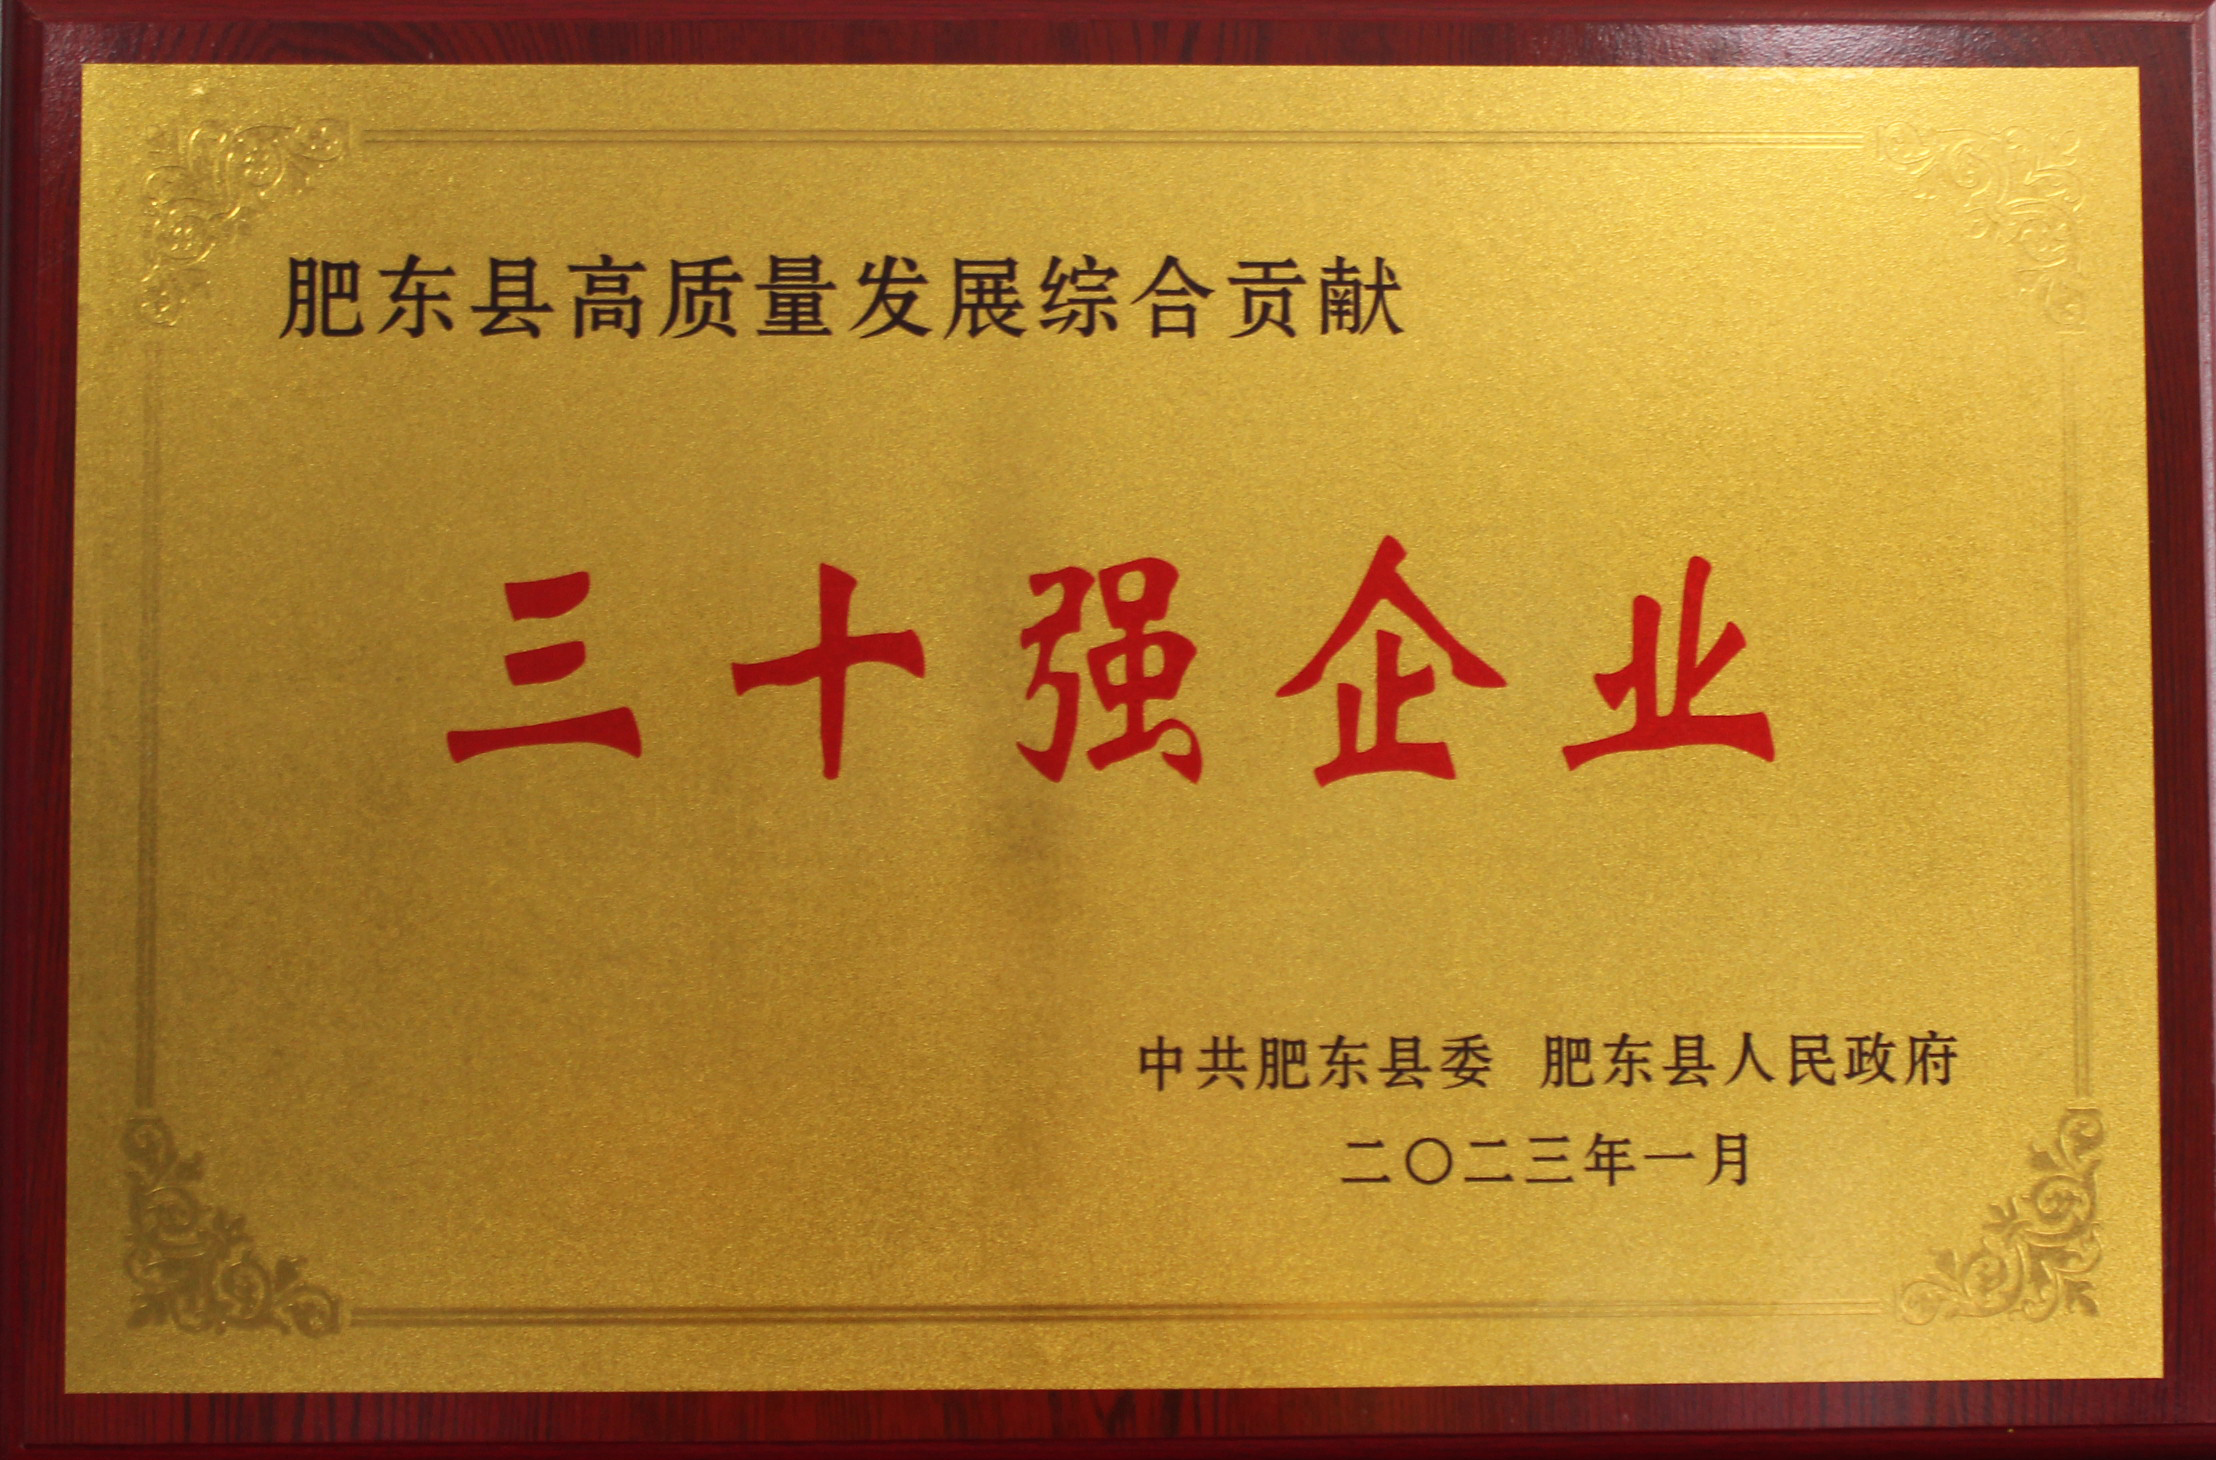 肥东县高质量发展综合贡献
三十强企业
中共肥东县委 肥东县人民政府
二〇二三年一月